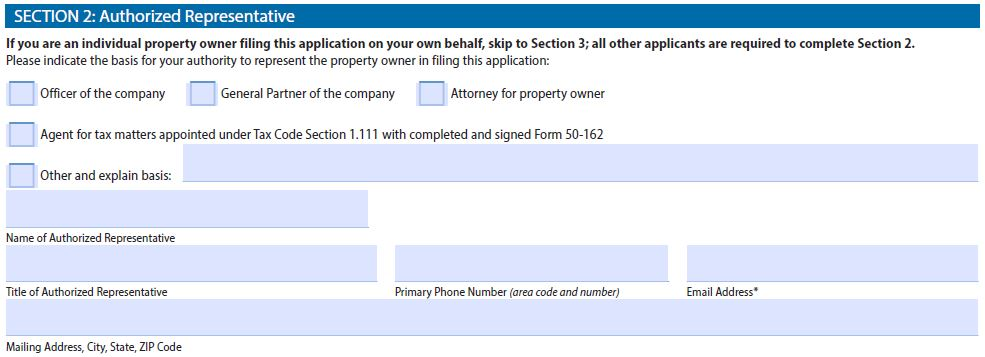 SECTION 2: Authorized Representative
If you are an individual property owner filing this application on your own behalf, skip to Section 3; all other applicants are required to complete Section 2.
Please indicate the basis for your authority to represent the property owner in filing this application:
Officer of the company General Partner of the company Attorney for property owner
Agent for tax matters appointed under Tax Code Section 1.111 with completed and signed Form 50-162
Other and explain basis:
Name of Authorized Representative
Title of Authorized Representative Primary Phone Number (area code and number) Email Address*
Mailing Address, City, State, ZIP Code